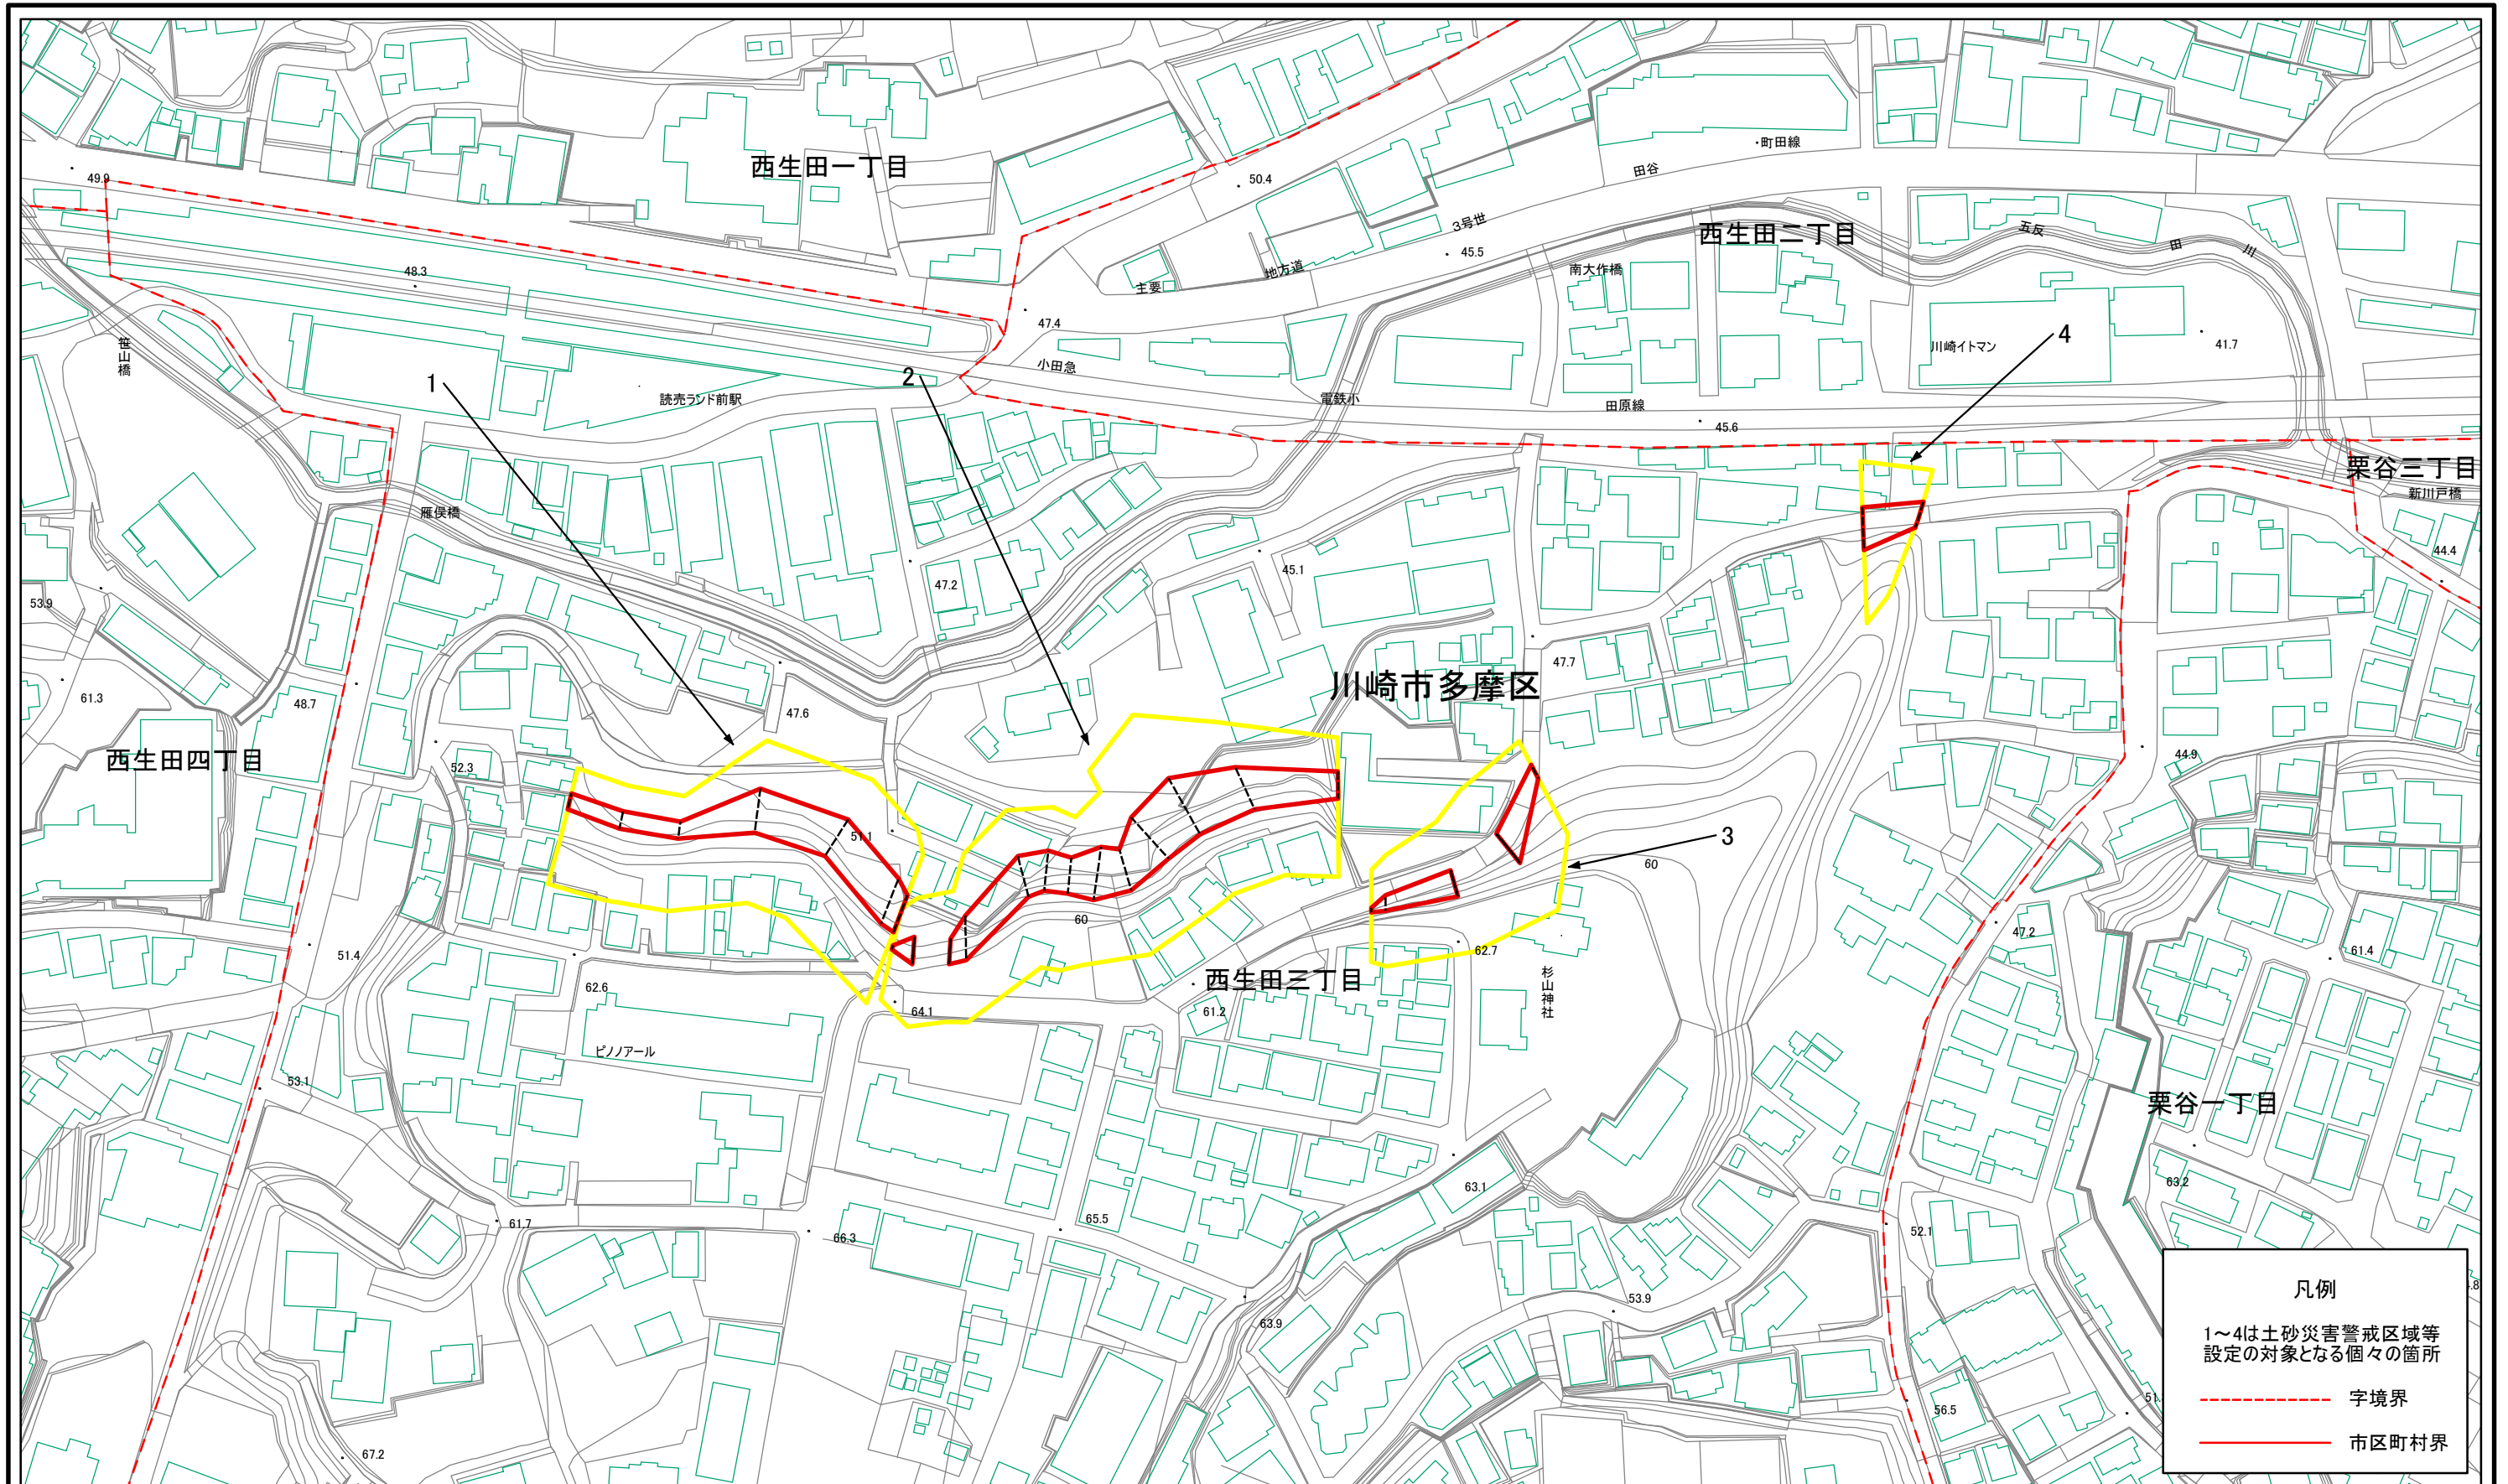 西生田一丁目
49.9
50.4
・町田線
田谷
3号世
45.5
地方道
主要
西生田二丁目
南大作橋
五反
田
川
48.3
47.4
小田急
電鉄小
田原線
45.6
川崎イトマン
41.7
4
笹山橋
1
2
読売ランド前駅
雁俣橋
栗谷三丁目
新川戸橋
44.4
47.2
45.1
53.9
61.3
48.7
47.6
川崎市多摩区
47.7
西生田四丁目
52.3
44.9
51.1
3
60
60
51.4
62.6
64.1
西生田三丁目
61.2
62.7
杉山神社
47.2
61.4
ピノノアール
53.1
栗谷一丁目
63.1
63.2
61.7
66.3
65.5
52.1
53.9
63.9
56.5
67.2
凡例
1～4は土砂災害警戒区域等
設定の対象となる個々の箇所
字境界
市区町村界